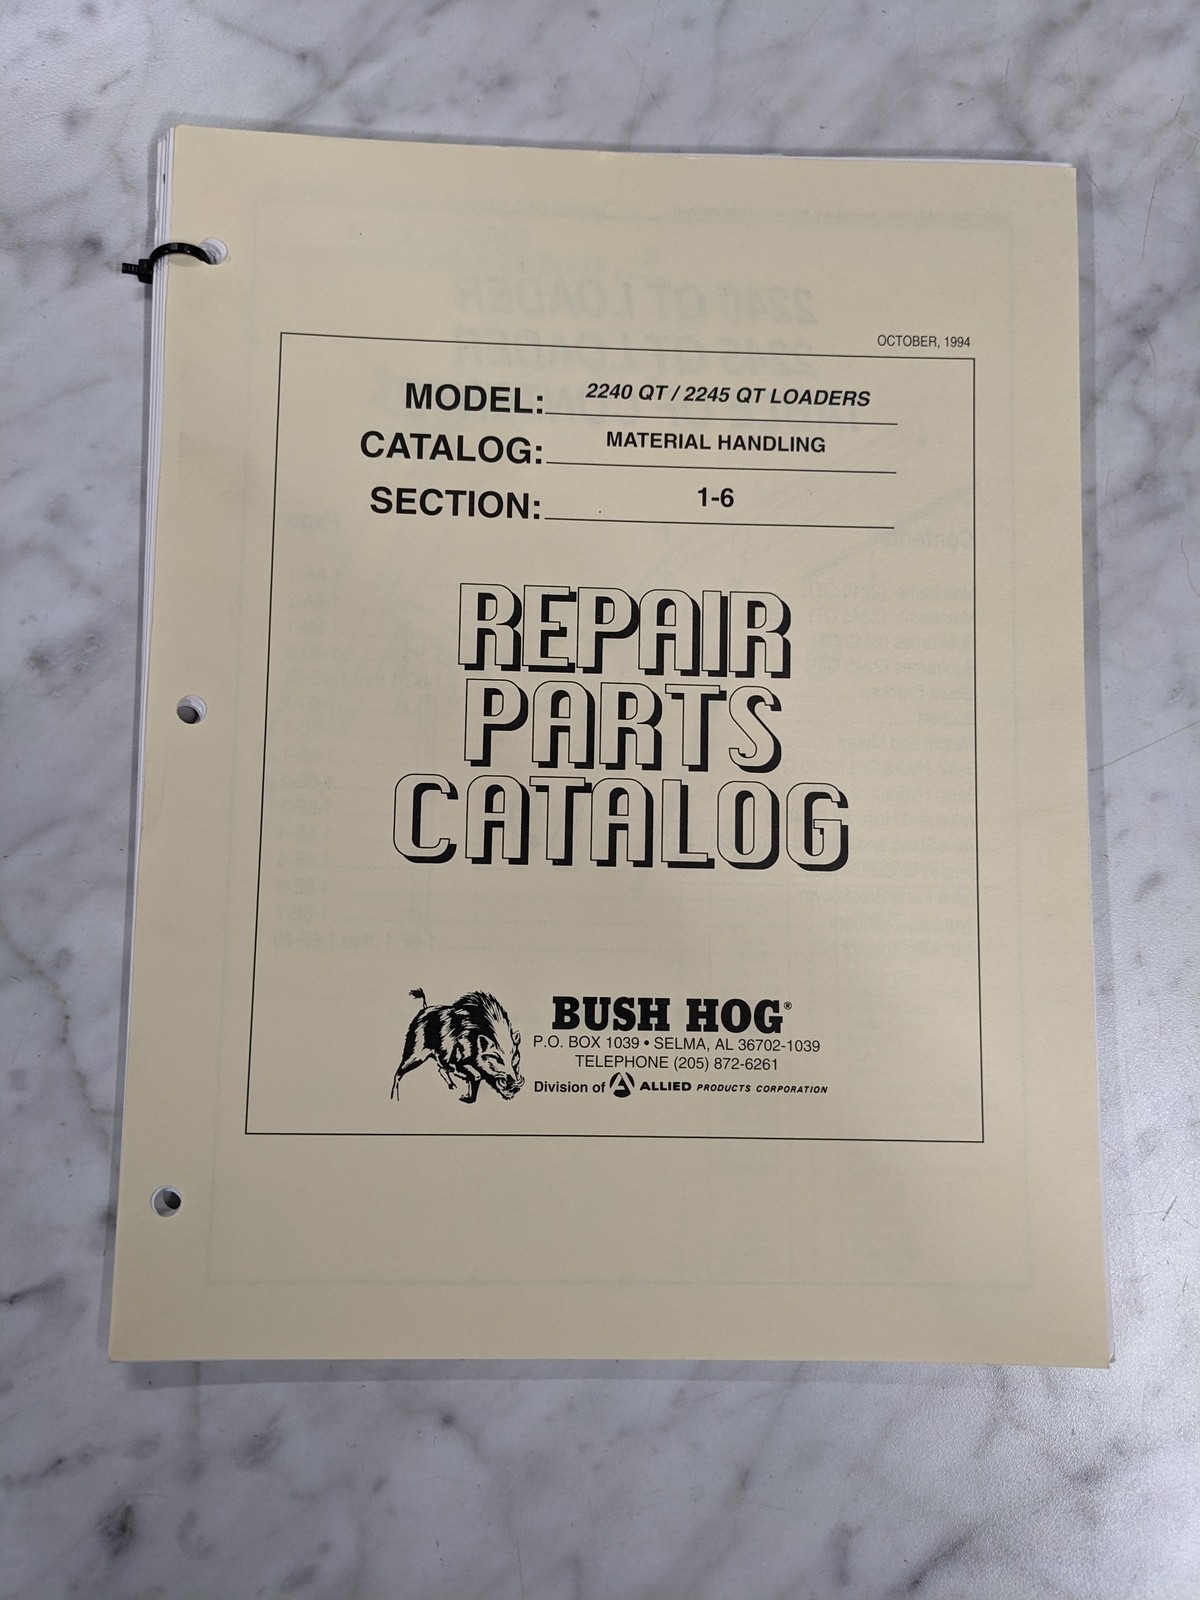 OCTOBER, 1994
MODEL: 2240 QT / 2245 QT LOADERS
CATALOG: MATERIAL HANDLING
SECTION: 1-6
REPAIR
PARTS
CATALOG
BUSH HOG®
P.O. BOX 1039 • SELMA, AL 36702-1039
TELEPHONE (205) 872-6261
Division of ALLIED PRODUCTS CORPORATION